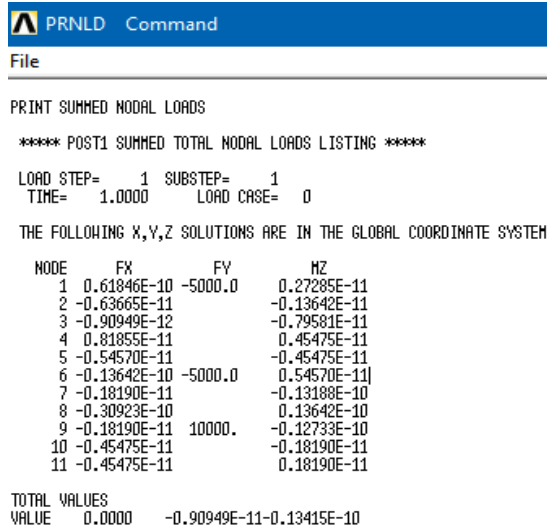 PRNLD Command
File
PRINT SUMMED NODAL LOADS
***** POST1 SUMMED TOTAL NODAL LOADS LISTING *****
LOAD STEP= 1 SUBSTEP= 1
TIME= 1.0000 LOAD CASE= 0
THE FOLLOWING X,Y,Z SOLUTIONS ARE IN THE GLOBAL COORDINATE SYSTEM
NODE FX FY MZ
1 0.61846E-10 -5000.0 0.27285E-11
2 -0.63665E-11 -0.13642E-11
3 -0.90949E-12 -0.79581E-11
4 0.81855E-11 0.45475E-11
5 -0.54570E-11 -0.45475E-11
6 -0.13642E-10 -5000.0 0.54570E-11
7 -0.18190E-11 -0.13188E-10
8 -0.30923E-10 0.13642E-10
9 -0.18190E-11 10000. -0.12733E-10
10 -0.45475E-11 -0.18190E-11
11 -0.45475E-11 0.18190E-11
TOTAL VALUES
VALUE 0.0000 -0.90949E-11-0.13415E-10